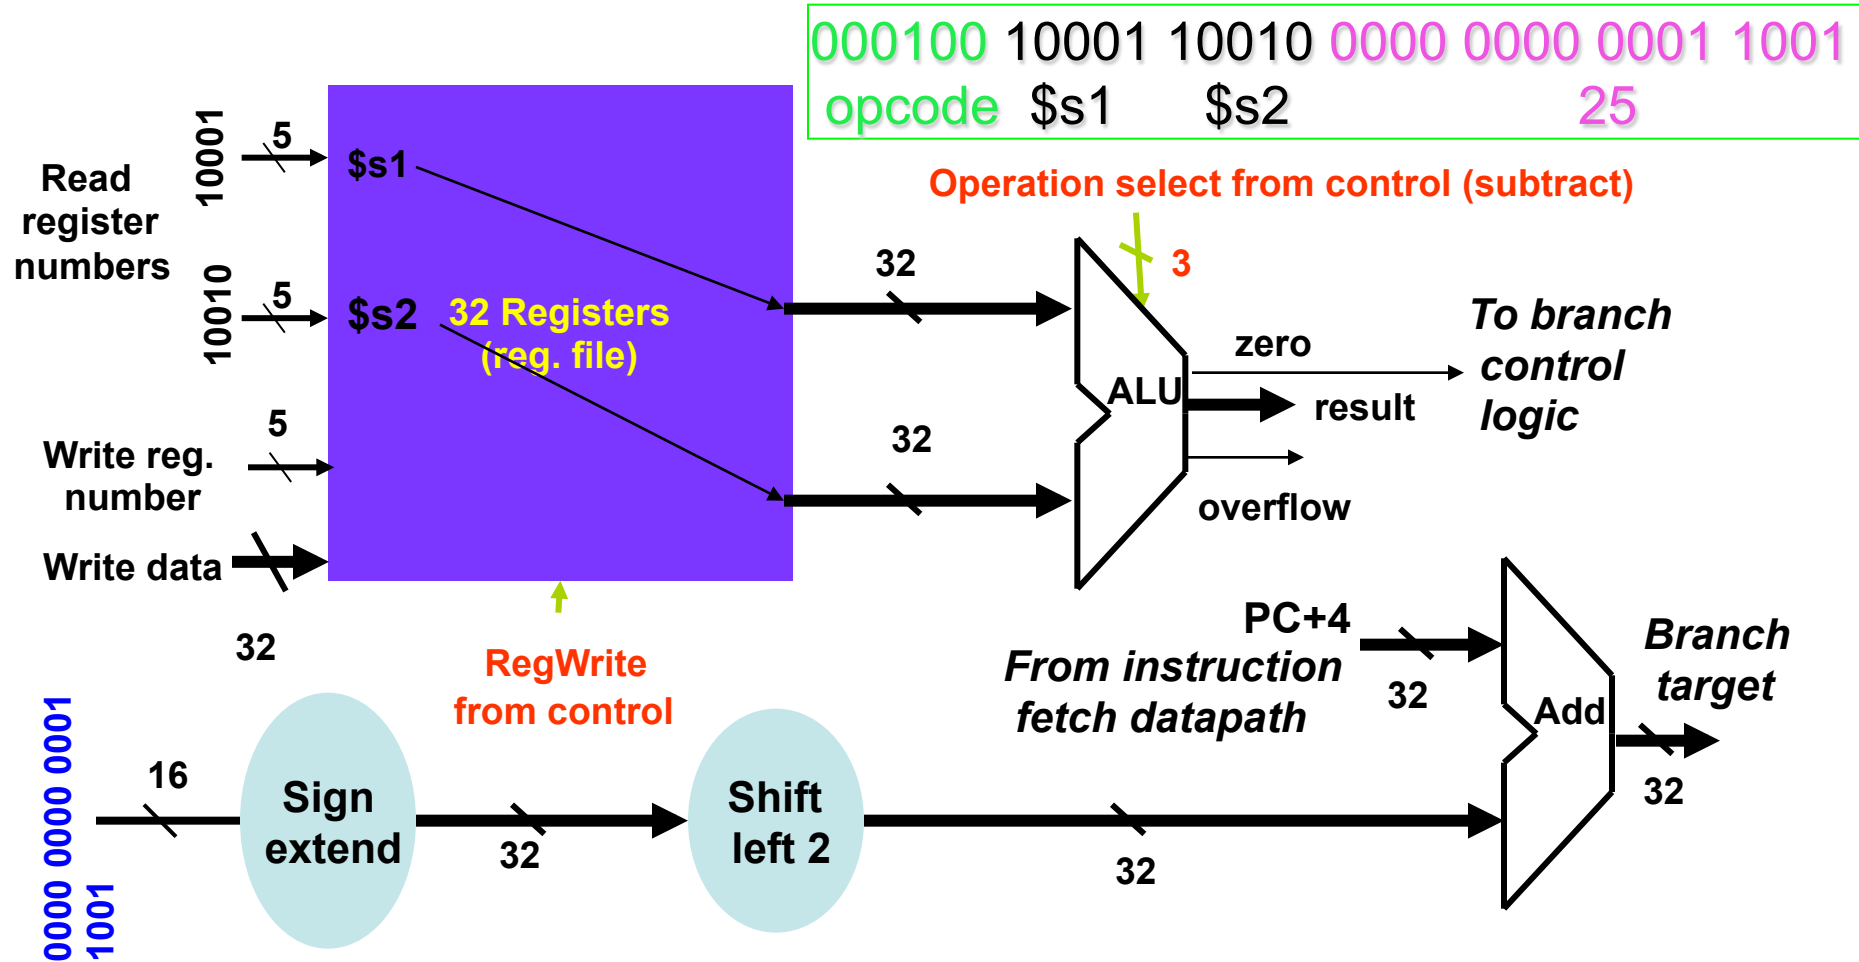 000100 10001 10010 0000 0000 0001 1001
opcode $s1 $s2 25
Operation select from control (subtract)
3
Read
register
numbers
10001
5
$s1
10010
5
$s2
32 Registers
(reg. file)
Write reg.
number
5
Write data
32
RegWrite
from control
32
32
ALU
zero
result
overflow
To branch
control
logic
PC+4
From instruction
fetch datapath
32
Add
Branch
target
32
0000 0000 0001
1001
16
Sign
extend
32
Shift
left 2
32